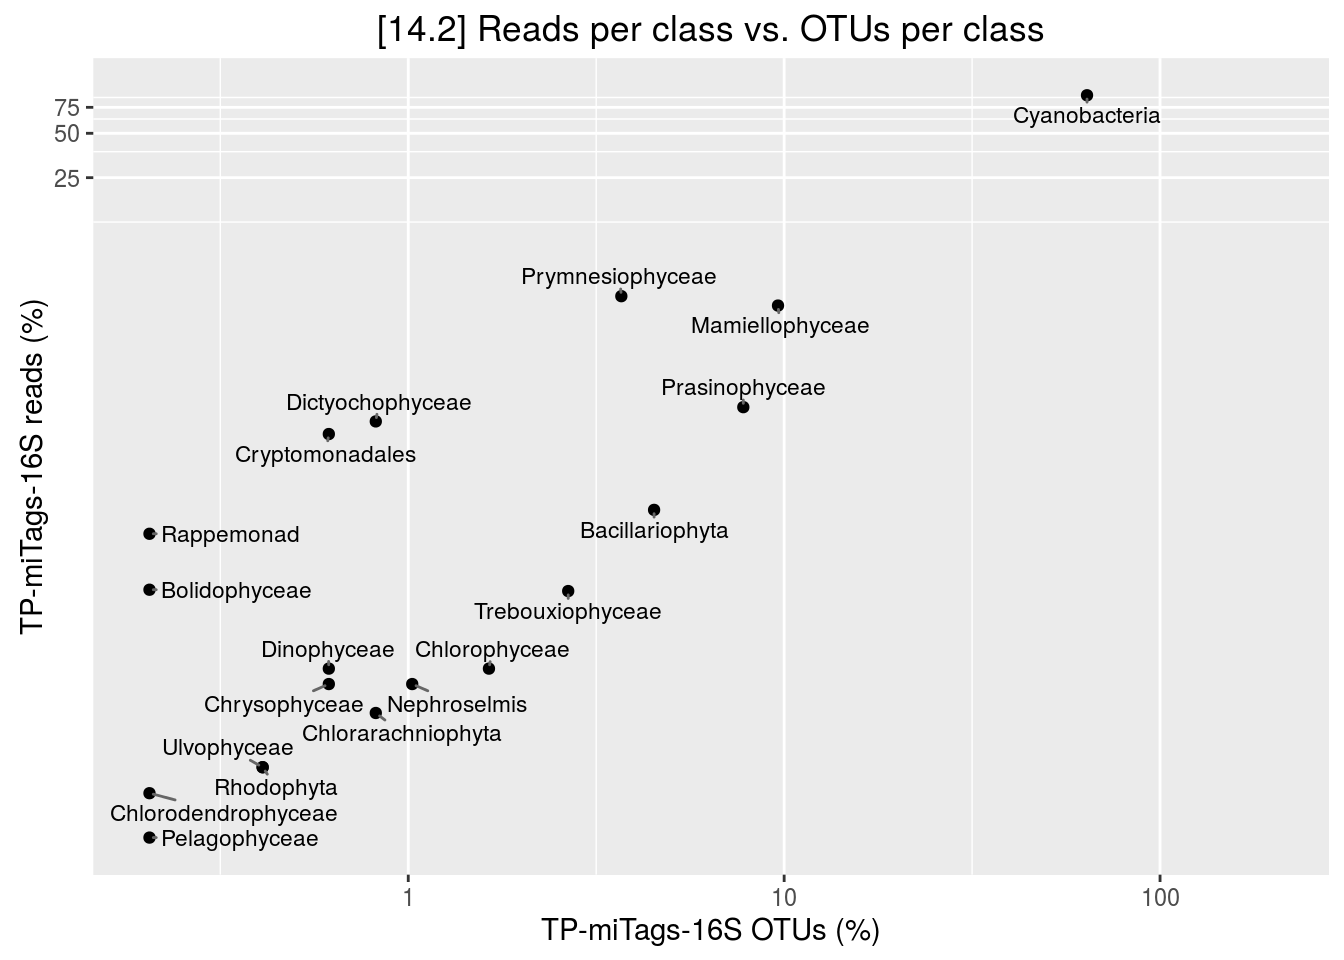 [14.2] Reads per class vs. OTUs per class
75
50
25
TP-miTags-16S reads (%)
Cyanobacteria
Prymnesiophyceae
Mamiellophyceae
Prasinophyceae
Dictyochophyceae
Cryptomonadales
Bacillariophyta
Rappemonad
Bolidophyceae
Trebouxiophyceae
Dinophyceae
Chlorophyceae
Chrysophyceae
Nephroselmis
Chlorarachniophyta
Ulvophyceae
Rhodophyta
Chlorodendrophyceae
Pelagophyceae
1
10
100
TP-miTags-16S OTUs (%)